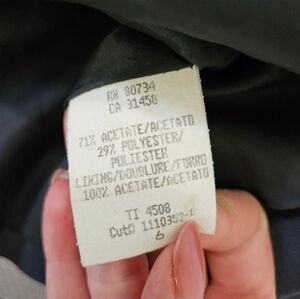 RN 80734
CA 31458
71% ACETATE/ACETATO
29% POLYESTER/
POLIESTER
LINING/DOUBLURE/FORRO
100% ACETATE/ACETATO
TI 4508
Cut# 1110352-1
6